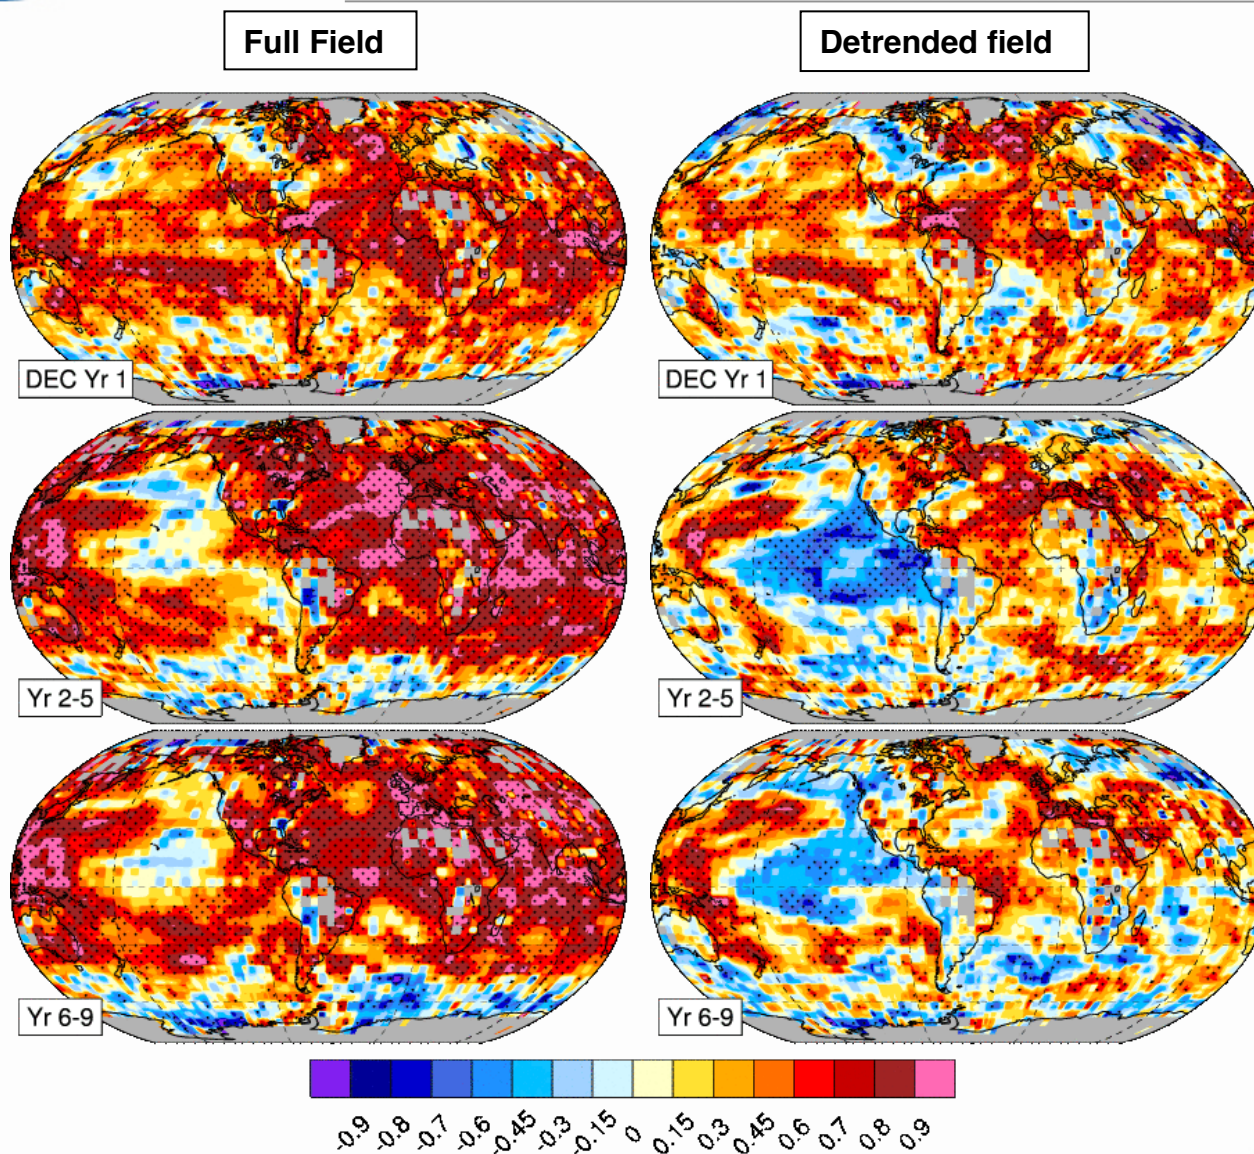 Full Field
Detrended field
DEC Yr 1
DEC Yr 1
Yr 2-5
Yr 2-5
Yr 6-9
Yr 6-9
-0.9 -0.8 -0.7 -0.6 -0.45 -0.3 -0.15 0 0.15 0.3 0.45 0.6 0.7 0.8 0.9